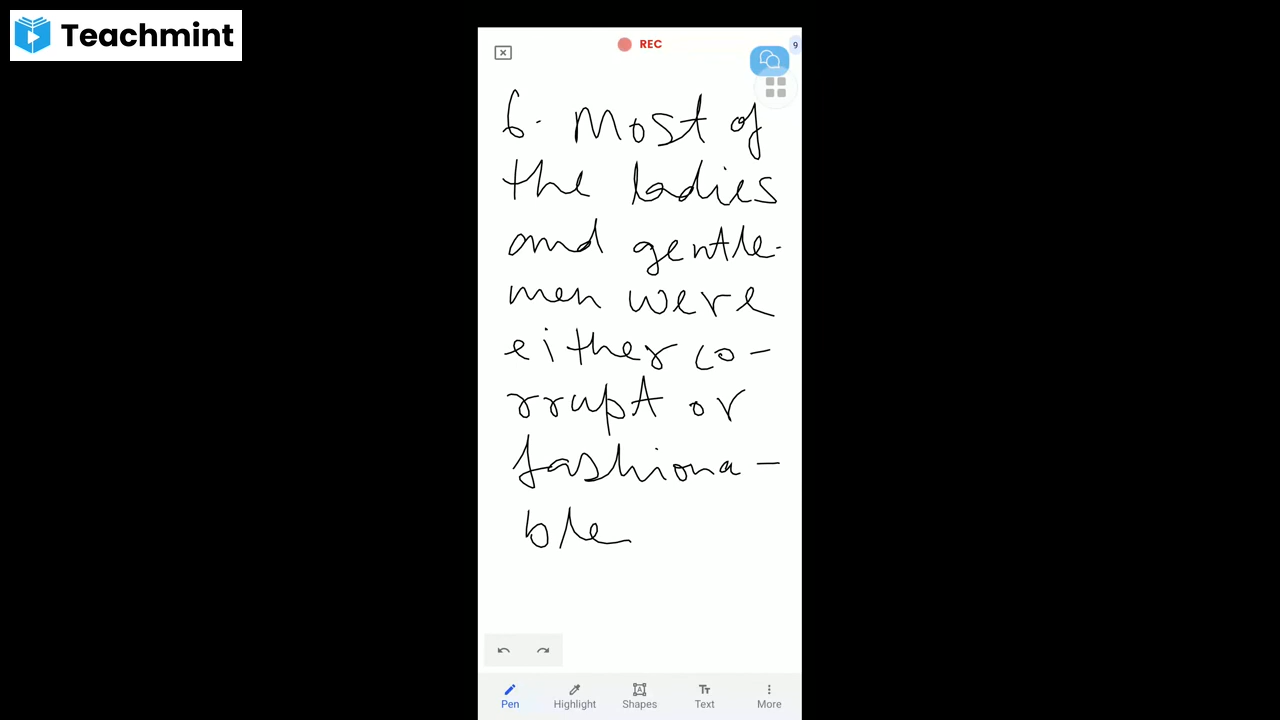 Teachmint
REC
9
6. Most of
the ladies
and gentle-
men were
either co-
rrupt or
fashiona-
ble
Pen Highlight Shapes Text More